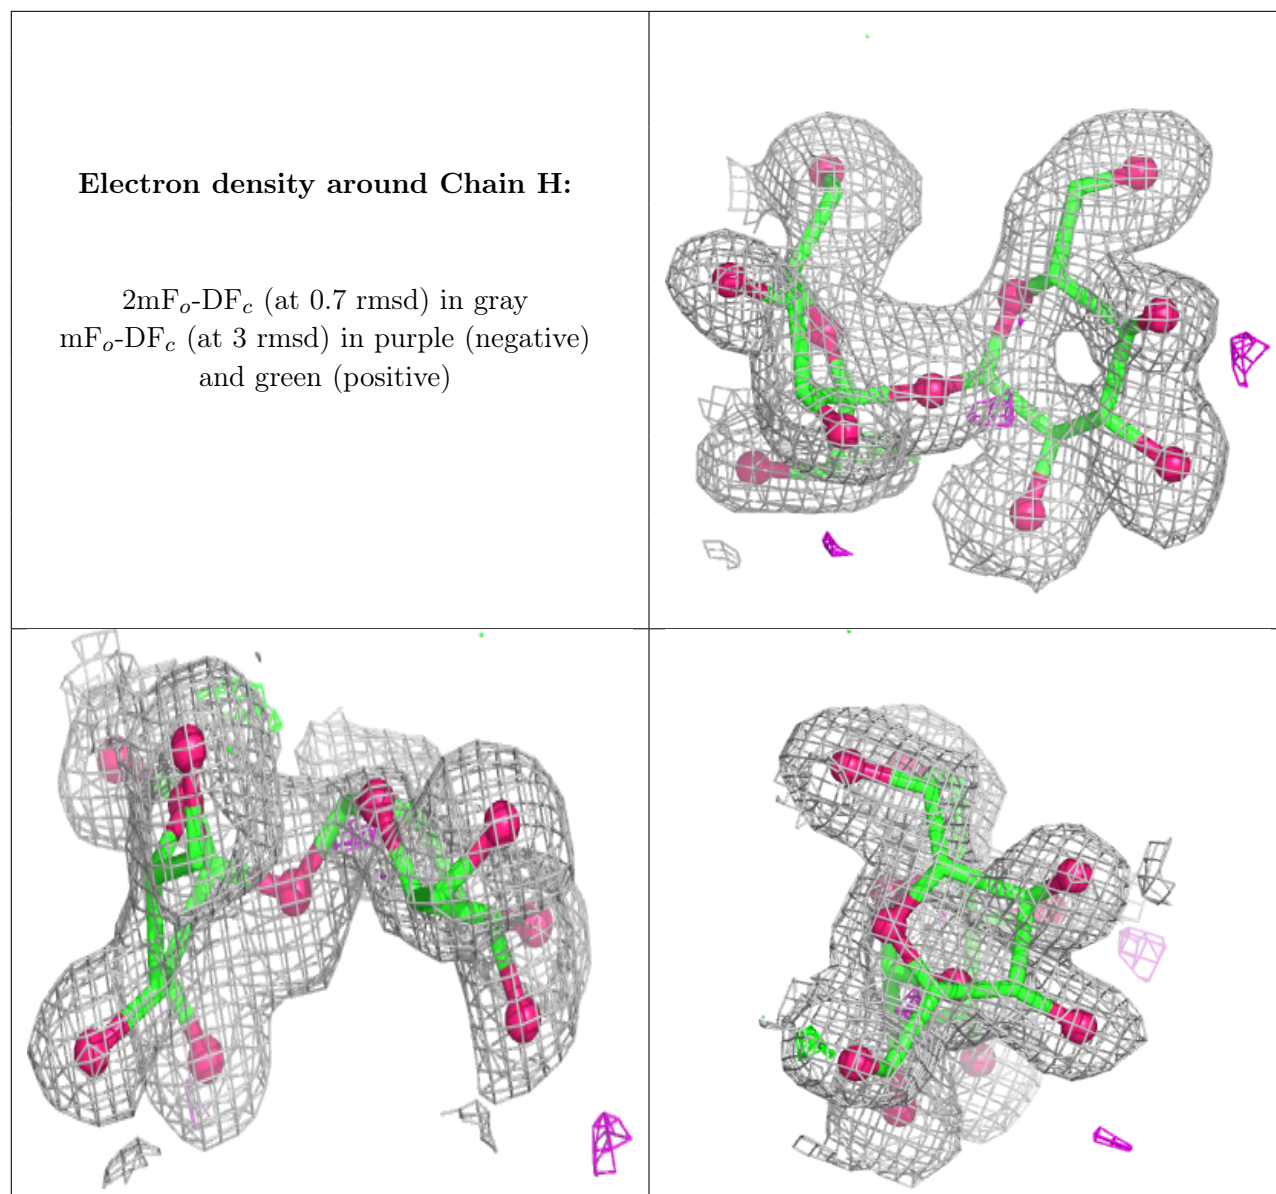 Electron density around Chain H:
2mFₒ-DF𝒸 (at 0.7 rmsd) in gray
mFₒ-DF𝒸 (at 3 rmsd) in purple (negative)
and green (positive)